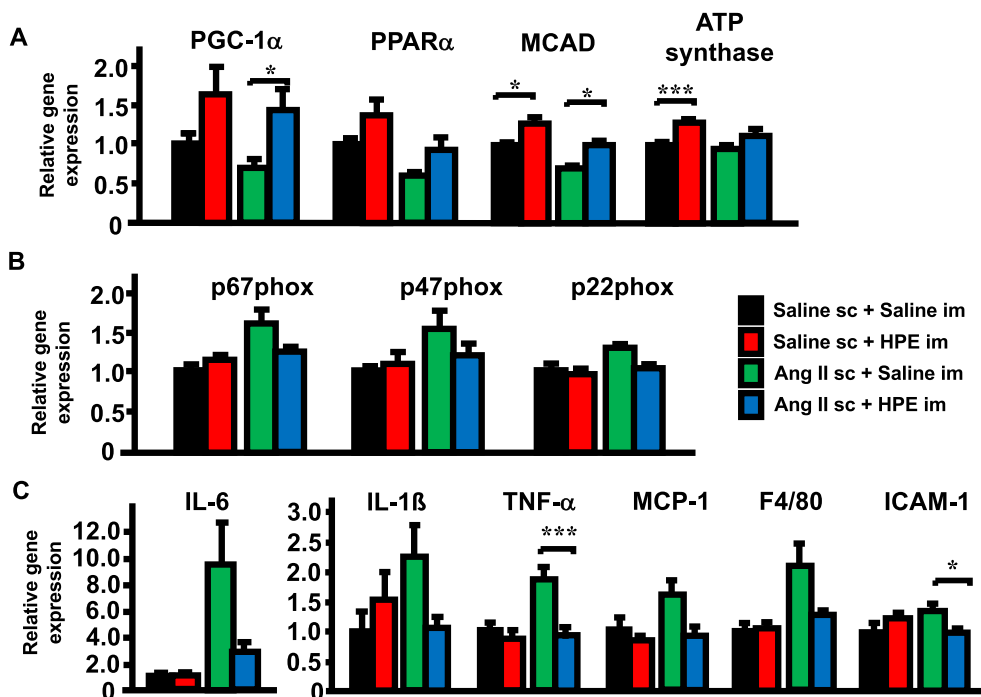 A
PGC-1α
PPARα
MCAD
ATP
synthase
Relative gene
expression
2.0
1.5
1.0
0.5
0
*
*
*
***
B
p67phox
p47phox
p22phox
Relative gene
expression
2.0
1.5
1.0
0.5
0
Saline sc + Saline im
Saline sc + HPE im
Ang II sc + Saline im
Ang II sc + HPE im
C
IL-6
IL-1ß
TNF-α
MCP-1
F4/80
ICAM-1
Relative gene
expression
12.0
10.0
8.0
6.0
4.0
2.0
0
3.0
2.5
2.0
1.5
1.0
0.5
0
***
*